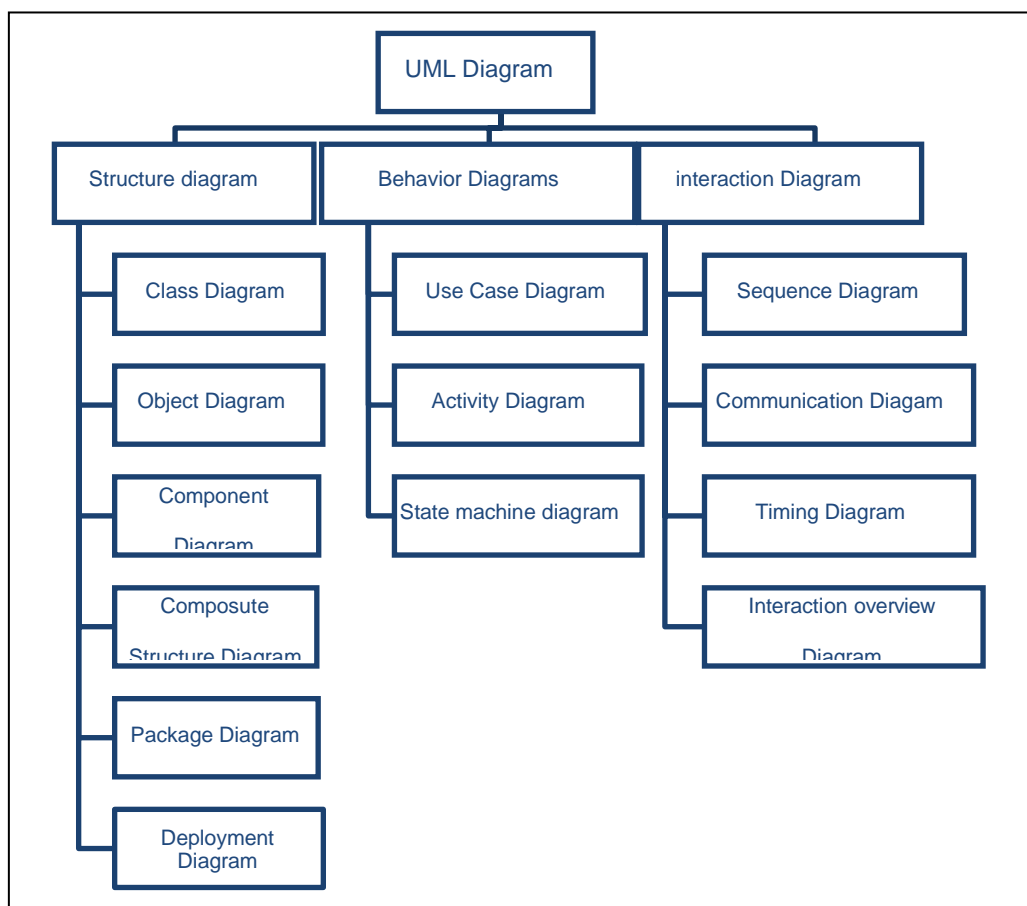 UML Diagram
Structure diagram
Behavior Diagrams
interaction Diagram
Class Diagram
Use Case Diagram
Sequence Diagram
Object Diagram
Activity Diagram
Communication Diagam
Component
Diagram
State machine diagram
Timing Diagram
Composute
Structure Diagram
Interaction overview
Diagram
Package Diagram
Deployment
Diagram